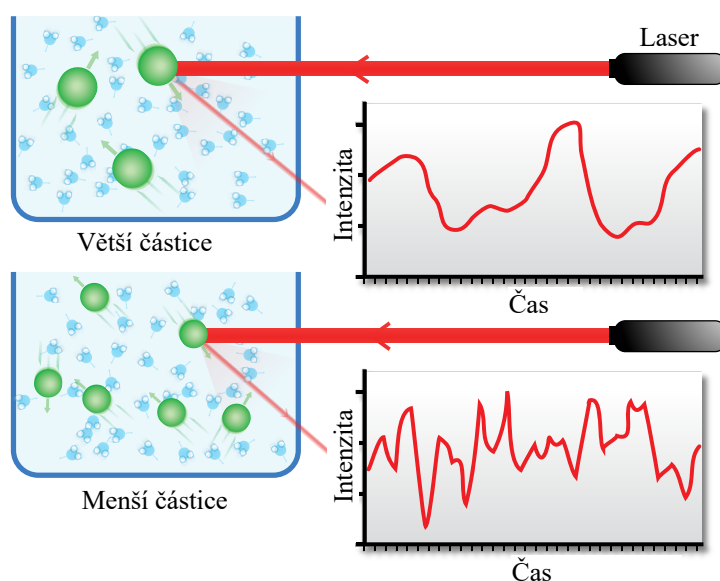 Laser
Intenzita
Čas
Větší částice
Intenzita
Čas
Menší částice